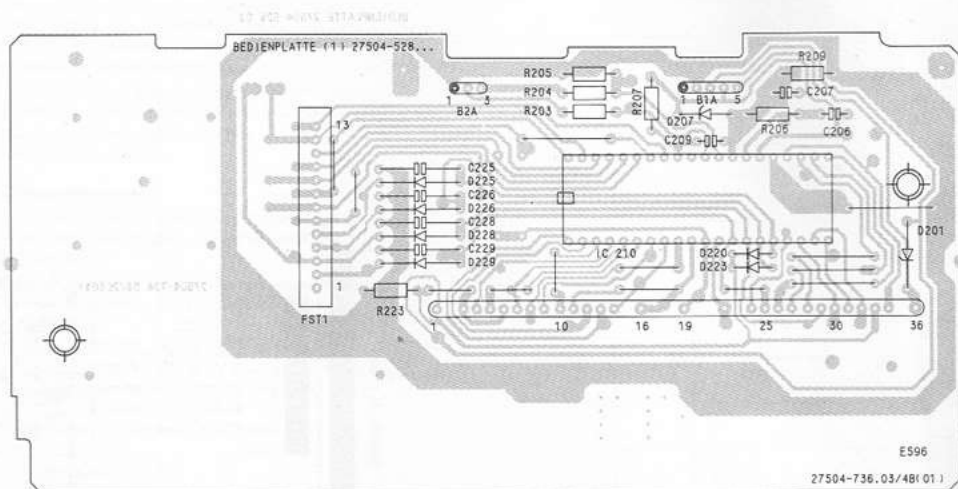 BEDIENPLATTE (1) 27504-528...
R205
R204
R203
R207
R209
C207
1 3
B2A
1 B1A 5
D207
C209
R206
C206
13
C225
D225
C226
D226
C228
D228
C229
D229
IC 210
D220
D223
D201
1
FST1
R223
1 10 16 19 25 30 36
E596
27504-736.03/4B(01)